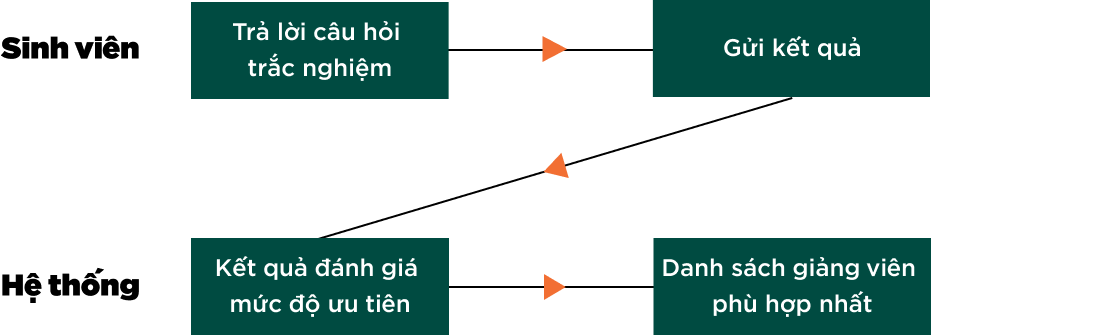 Sinh viên
Trả lời câu hỏi
trắc nghiệm
Gửi kết quả
Hệ thống
Kết quả đánh giá
mức độ ưu tiên
Danh sách giảng viên
phù hợp nhất